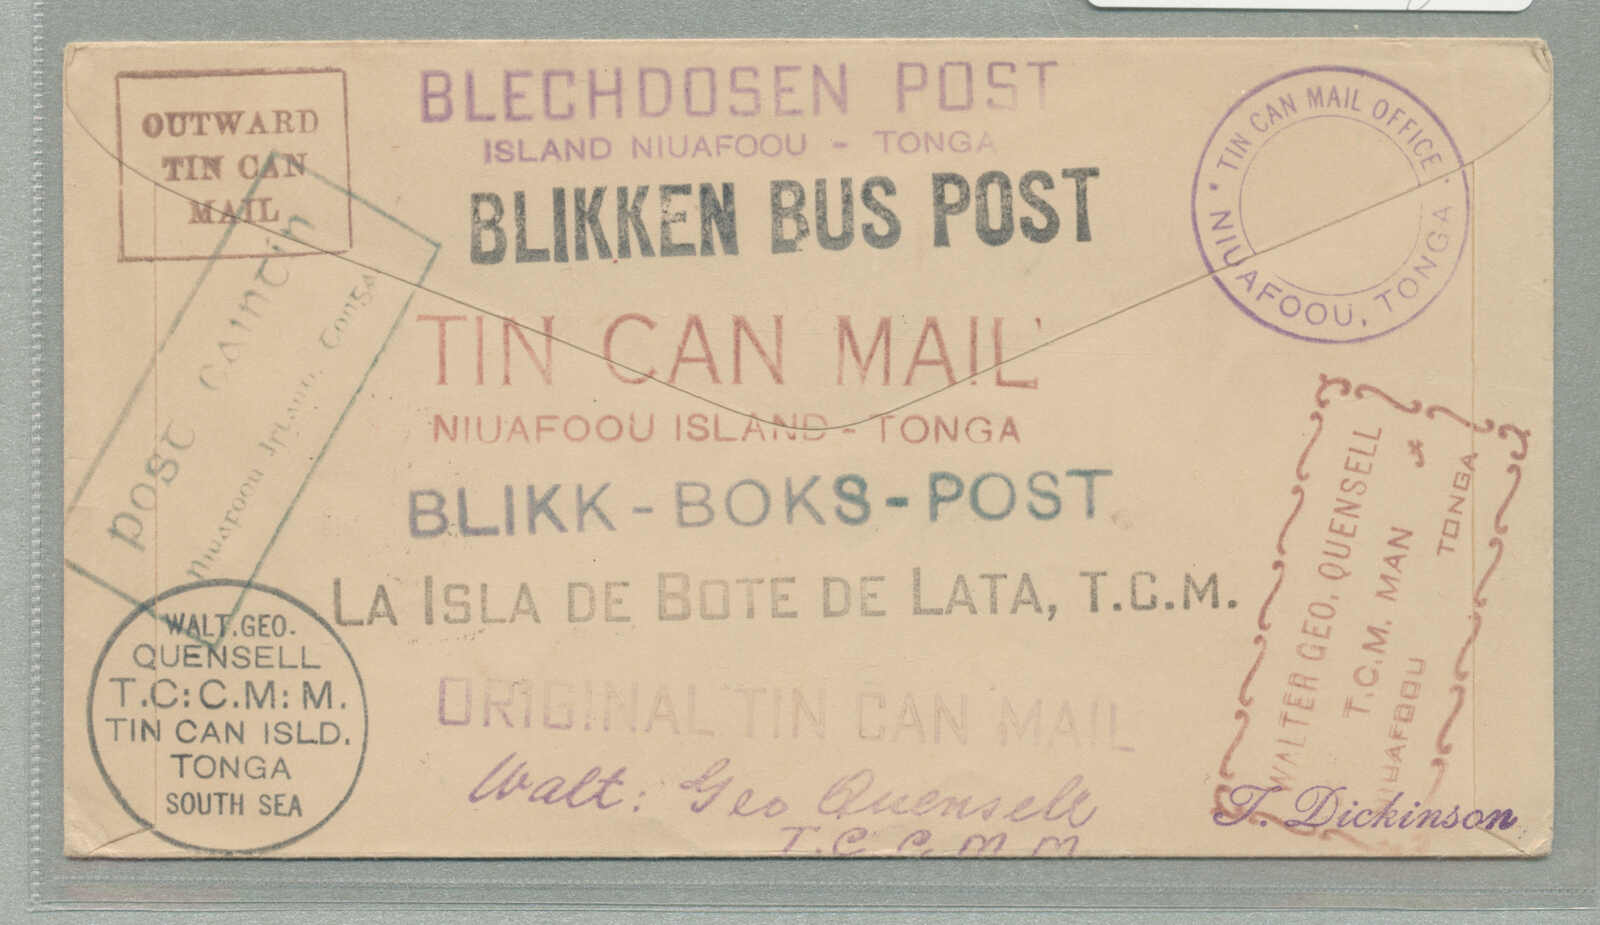 OUTWARD
TIN CAN
MAIL
BLECHDOSEN POST
ISLAND NIUAFOOU - TONGA
BLIKKEN BUS POST
· TIN CAN MAIL OFFICE ·
NIUAFOOU, TONGA
TIN CAN MAIL
NIUAFOOU ISLAND - TONGA
POST CAINTIN
Niuafoou Island, Tonga
BLIKK-BOKS-POST
LA ISLA DE BOTE DE LATA, T.C.M.
ORIGINAL TIN CAN MAIL
Walt: Geo Quensell
T.C.C.M.M
WALT.GEO.
QUENSELL
T.C:C.M:M.
TIN CAN ISLD.
TONGA
SOUTH SEA
WALTER GEO, QUENSELL
T.C.M. MAN
TONGA
T. Dickinson